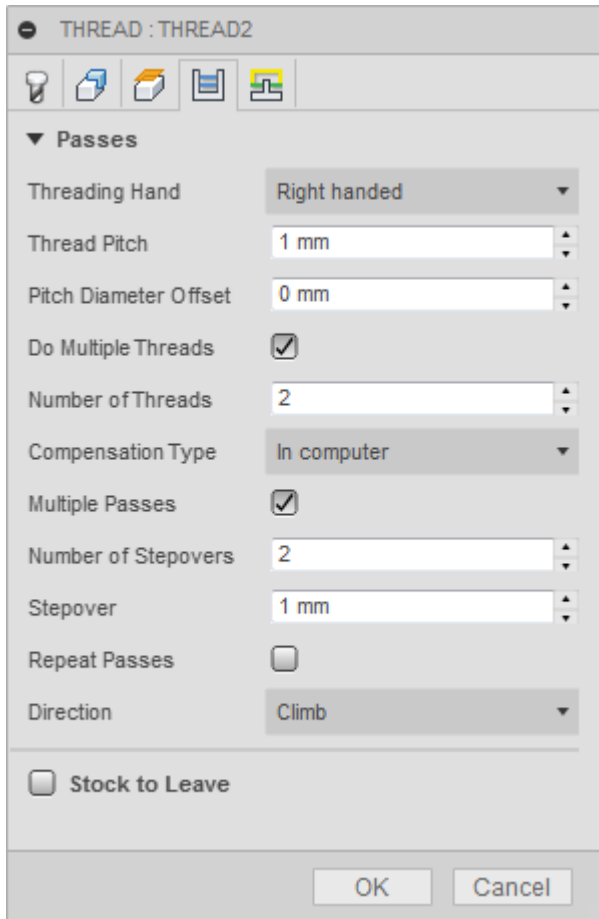 THREAD : THREAD2
Passes
Threading Hand Right handed
Thread Pitch 1 mm
Pitch Diameter Offset 0 mm
Do Multiple Threads
Number of Threads 2
Compensation Type In computer
Multiple Passes
Number of Stepovers 2
Stepover 1 mm
Repeat Passes
Direction Climb
Stock to Leave
OK Cancel